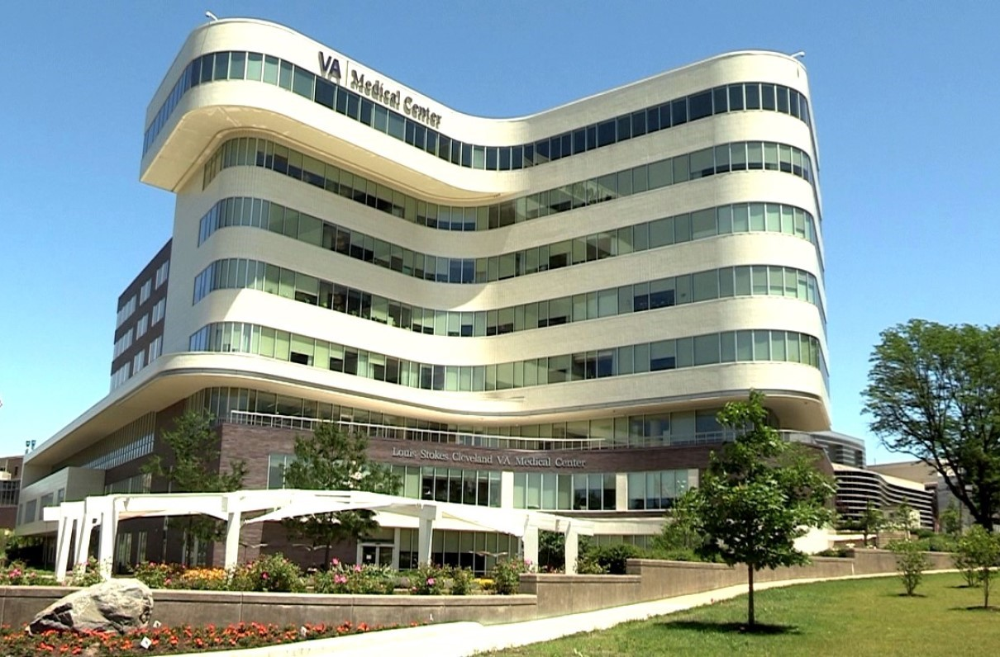 VA Medical Center
Louis Stokes Cleveland VA Medical Center